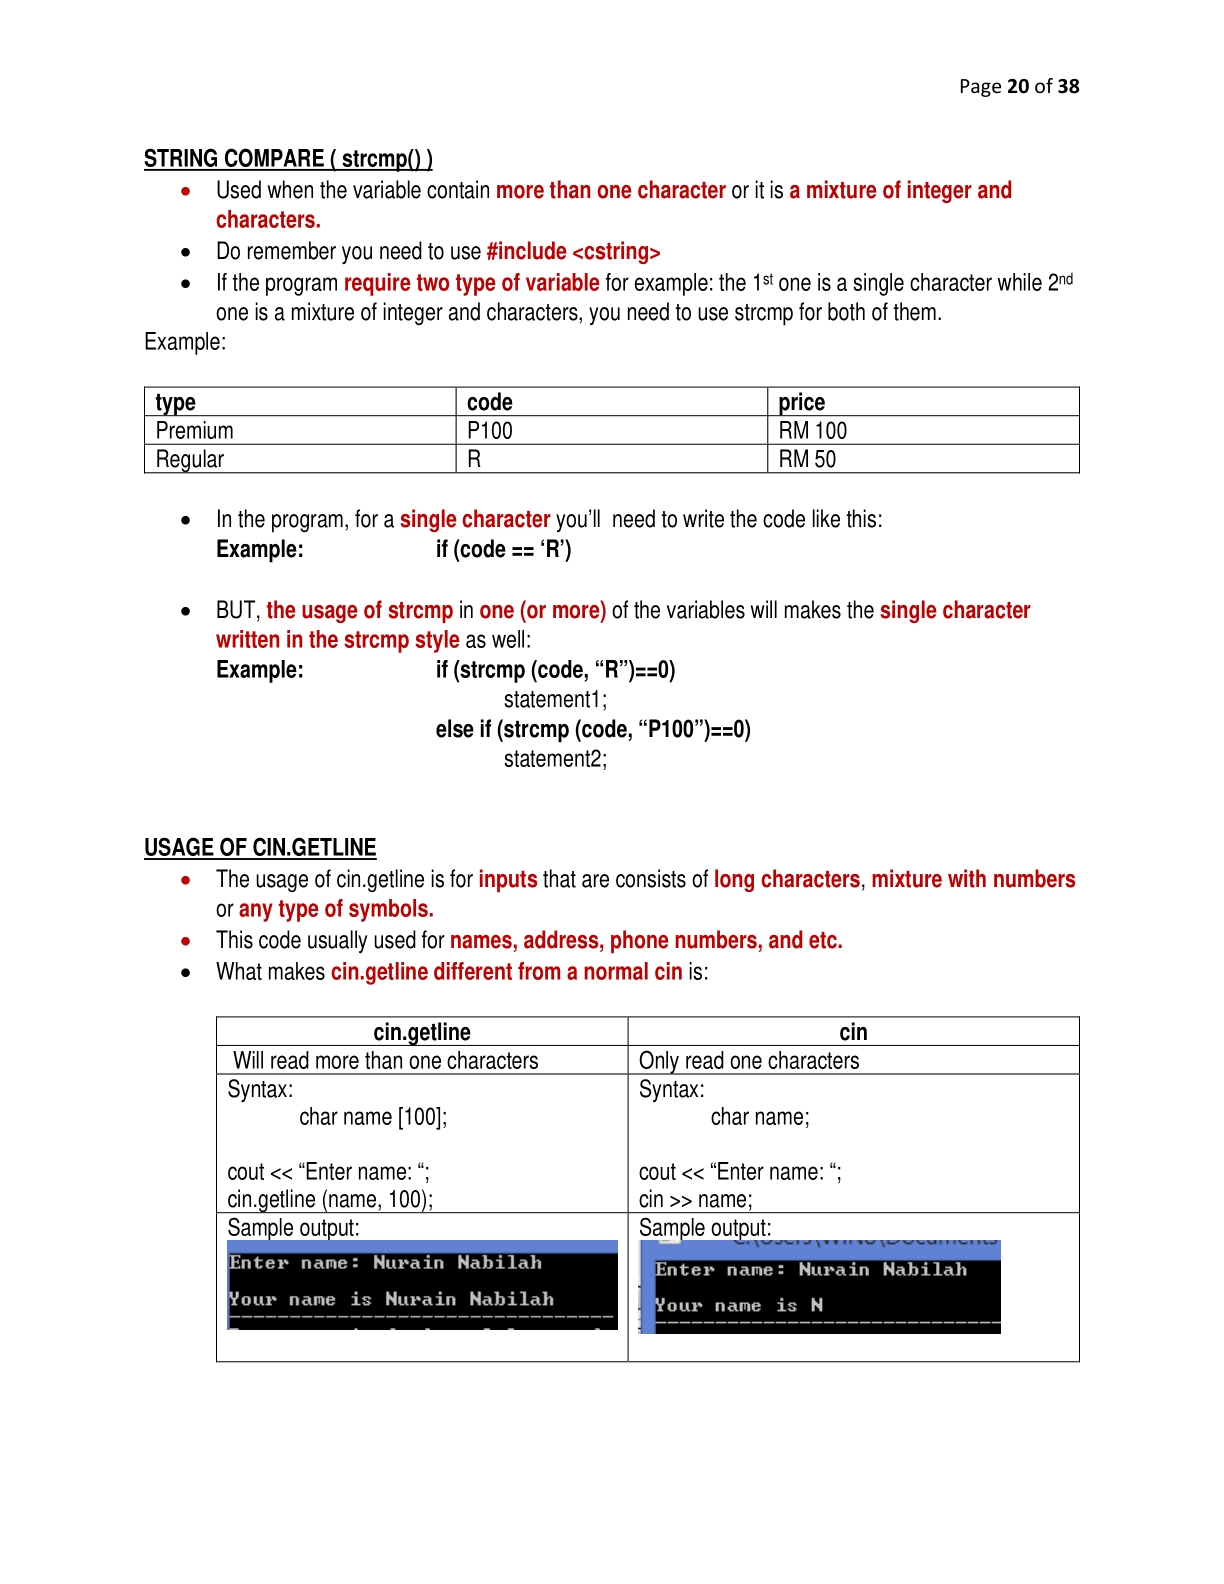 Page 20 of 38
STRING COMPARE ( strcmp() )
• Used when the variable contain more than one character or it is a mixture of integer and
characters.
• Do remember you need to use #include <cstring>
• If the program require two type of variable for example: the 1st one is a single character while 2nd
one is a mixture of integer and characters, you need to use strcmp for both of them.
Example:
type code price
Premium P100 RM 100
Regular R RM 50
• In the program, for a single character you’ll  need to write the code like this:
Example: if (code == ‘R’)
• BUT, the usage of strcmp in one (or more) of the variables will makes the single character
written in the strcmp style as well:
Example: if (strcmp (code, “R”)==0)
statement1;
else if (strcmp (code, “P100”)==0)
statement2;
USAGE OF CIN.GETLINE
• The usage of cin.getline is for inputs that are consists of long characters, mixture with numbers
or any type of symbols.
• This code usually used for names, address, phone numbers, and etc.
• What makes cin.getline different from a normal cin is:
cin.getline cin
Will read more than one characters Only read one characters
Syntax: Syntax:
char name [100]; char name;
cout << “Enter name: “; cout << “Enter name: “;
cin.getline (name, 100); cin >> name;
Sample output: Sample output:
Enter name: Nurain Nabilah
Your name is Nurain Nabilah
Enter name: Nurain Nabilah
Your name is N